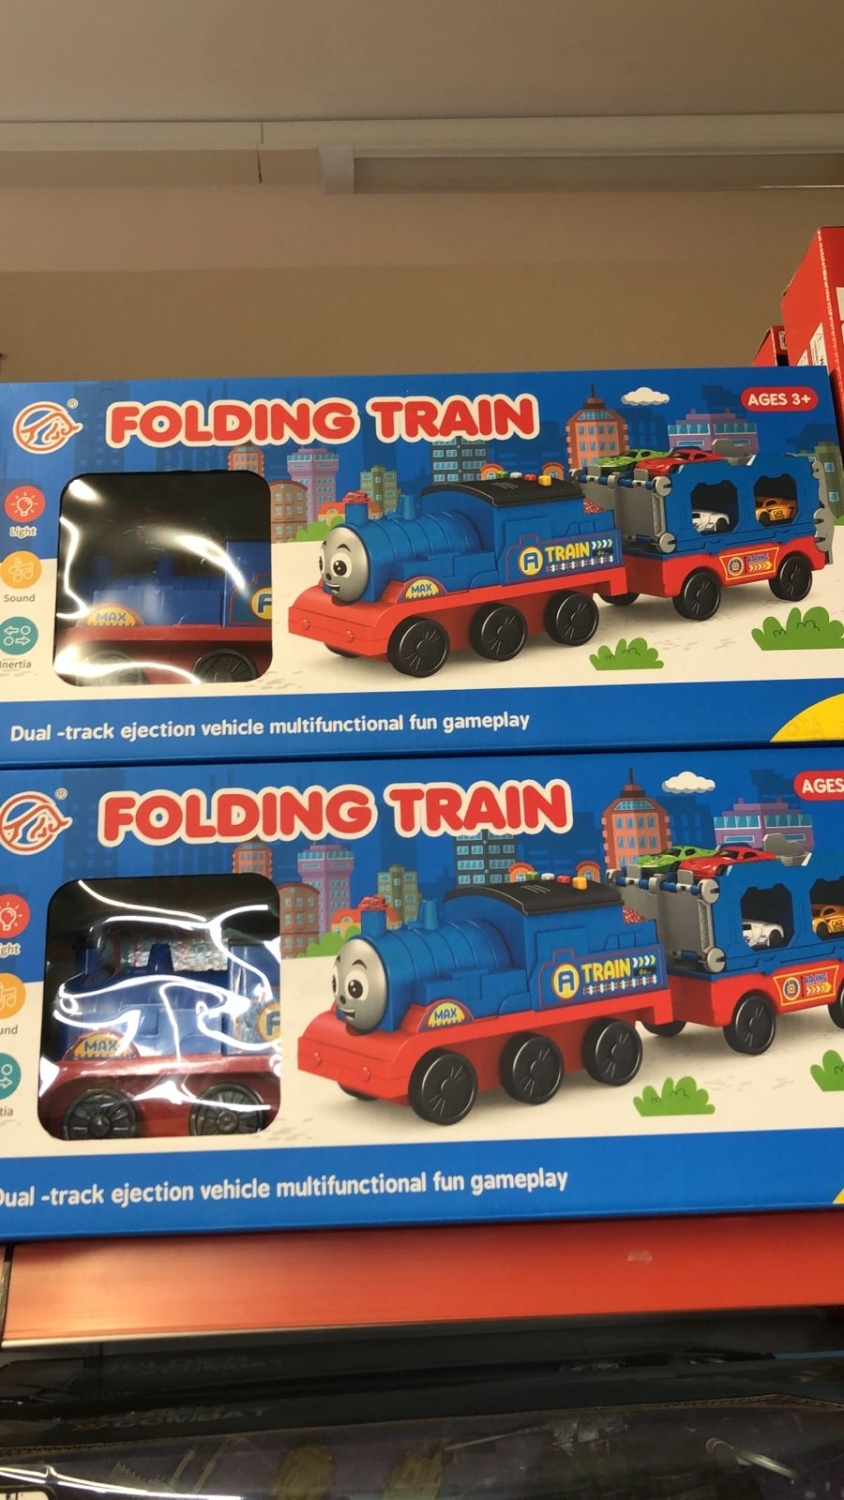 FOLDING TRAIN
AGES 3+
Light
Sound
Inertia
MAX
MAX
A TRAIN
Dual -track ejection vehicle multifunctional fun gameplay
FOLDING TRAIN
AGES
MAX
MAX
A TRAIN
Dual -track ejection vehicle multifunctional fun gameplay